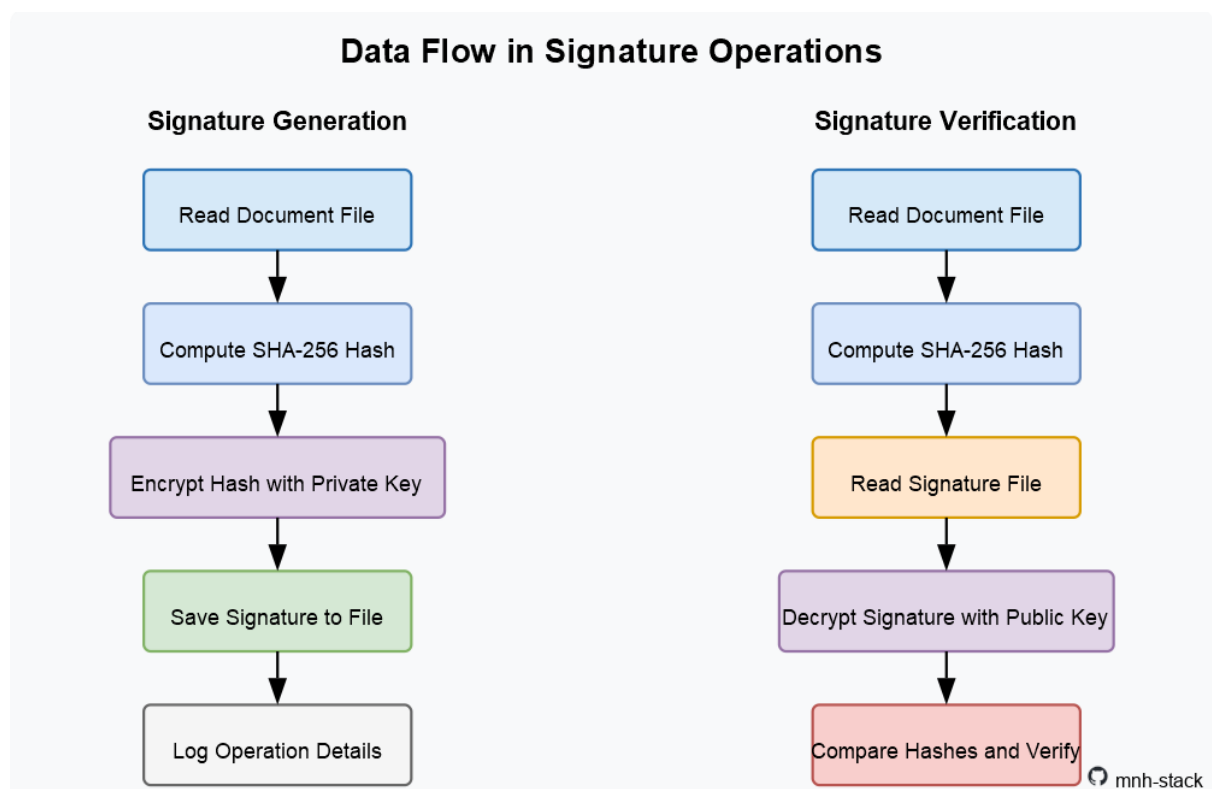 Data Flow in Signature Operations
Signature Generation
Read Document File
Compute SHA-256 Hash
Encrypt Hash with Private Key
Save Signature to File
Log Operation Details
Signature Verification
Read Document File
Compute SHA-256 Hash
Read Signature File
Decrypt Signature with Public Key
Compare Hashes and Verify
mnh-stack